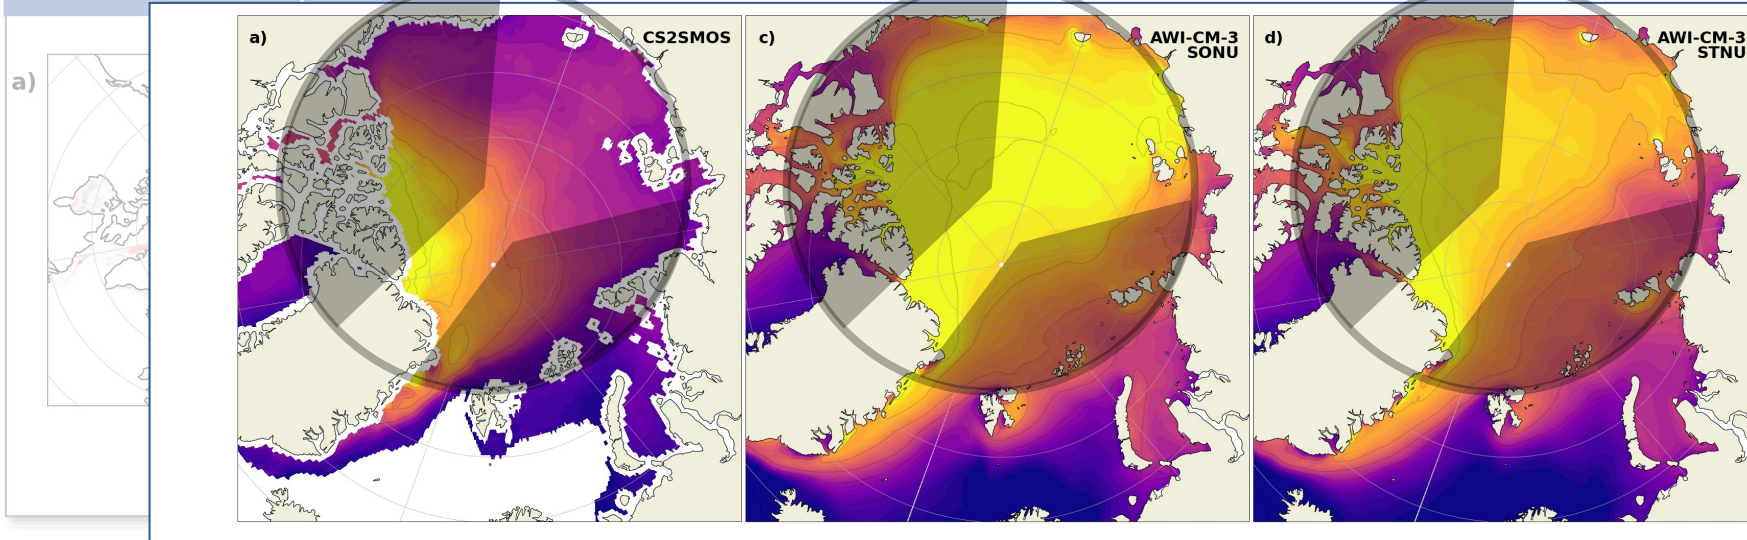 a)
a)
CS2SMOS
c)
AWI-CM-3
SONU
d)
AWI-CM-3
STNU